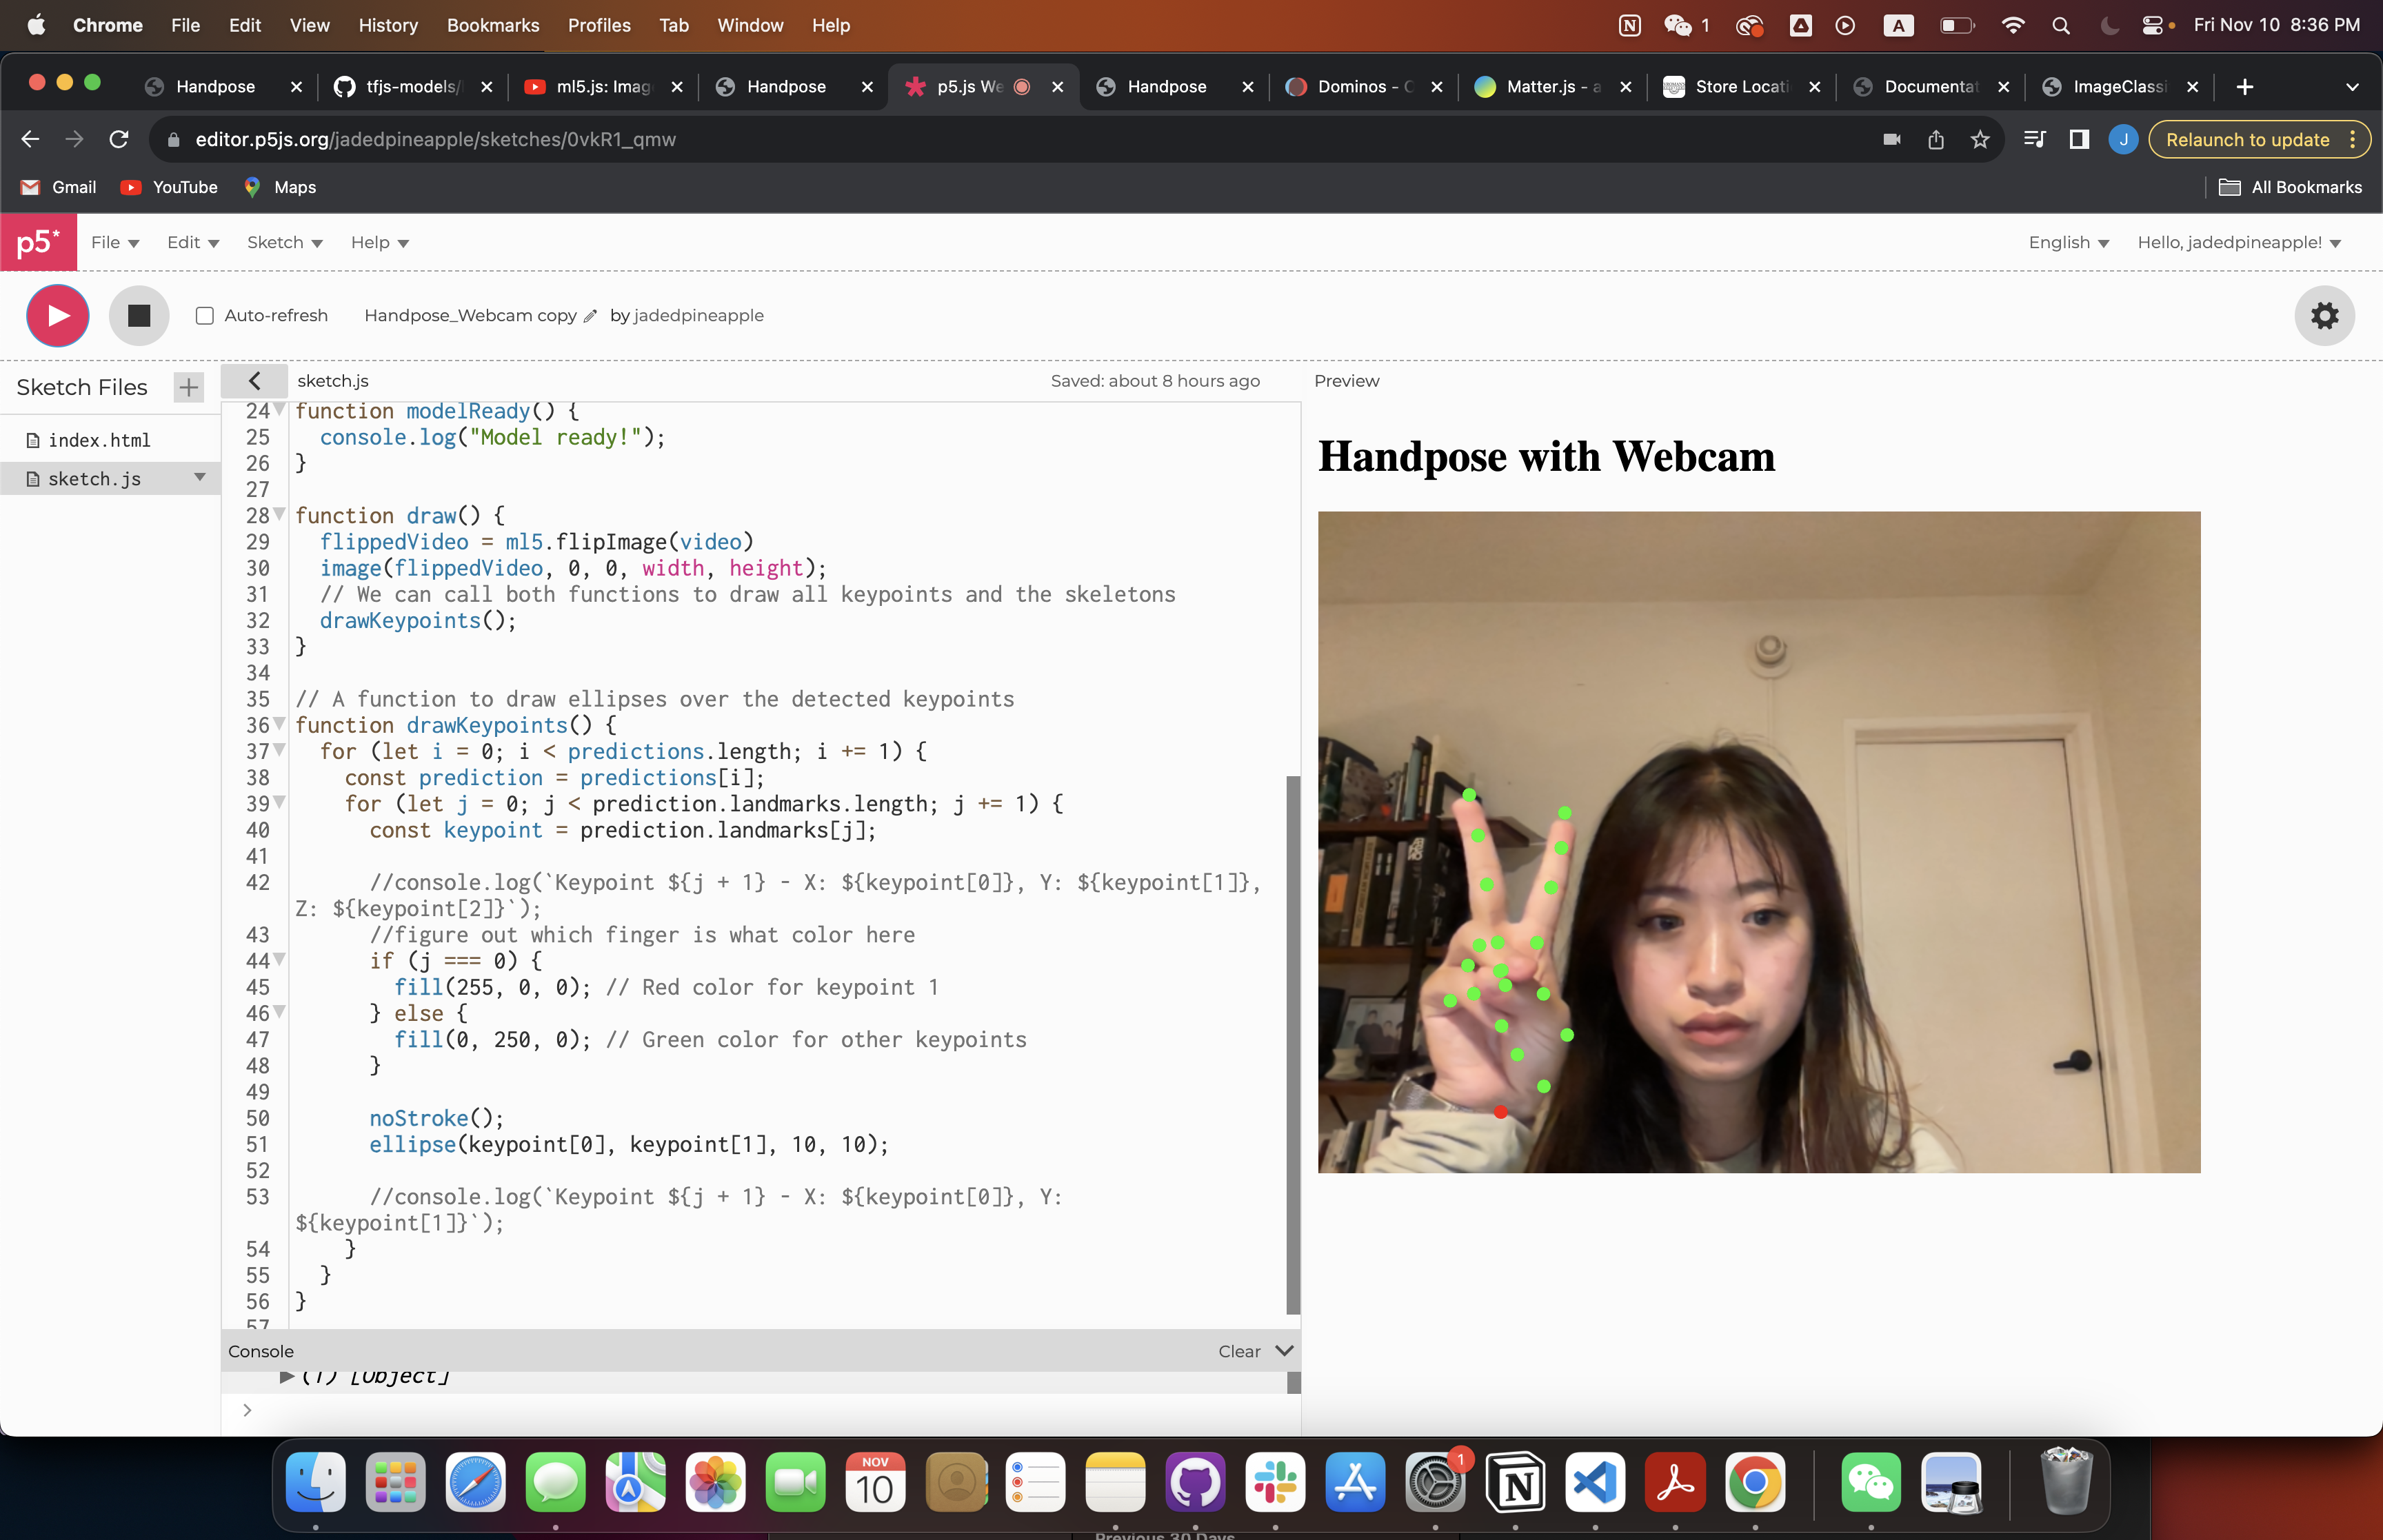 Chrome File Edit View History Bookmarks Profiles Tab Window Help 1 A Fri Nov 10 8:36 PM
Handpose tfjs-models/ ml5.js: Imag Handpose p5.js We Handpose Dominos - C Matter.js - a Store Locati Documentat ImageClassi
editor.p5js.org/jadedpineapple/sketches/0vkR1_qmw J Relaunch to update
Gmail YouTube Maps All Bookmarks
p5* File Edit Sketch Help English Hello, jadedpineapple!
Auto-refresh Handpose_Webcam copy by jadedpineapple
Sketch Files sketch.js Saved: about 8 hours ago Preview
index.html
sketch.js
24 function modelReady() {
25 console.log("Model ready!");
26 }
27
28 function draw() {
29 flippedVideo = ml5.flipImage(video)
30 image(flippedVideo, 0, 0, width, height);
31 // We can call both functions to draw all keypoints and the skeletons
32 drawKeypoints();
33 }
34
35 // A function to draw ellipses over the detected keypoints
36 function drawKeypoints() {
37 for (let i = 0; i < predictions.length; i += 1) {
38 const prediction = predictions[i];
39 for (let j = 0; j < prediction.landmarks.length; j += 1) {
40 const keypoint = prediction.landmarks[j];
41
42 //console.log(`Keypoint ${j + 1} - X: ${keypoint[0]}, Y: ${keypoint[1]},
Z: ${keypoint[2]}`);
43 //figure out which finger is what color here
44 if (j === 0) {
45 fill(255, 0, 0); // Red color for keypoint 1
46 } else {
47 fill(0, 250, 0); // Green color for other keypoints
48 }
49
50 noStroke();
51 ellipse(keypoint[0], keypoint[1], 10, 10);
52
53 //console.log(`Keypoint ${j + 1} - X: ${keypoint[0]}, Y:
${keypoint[1]}`);
54 }
55 }
56 }
57
Handpose with Webcam
Console Clear
(1) [Object]
>
NOV
10
1
Previous 30 Days